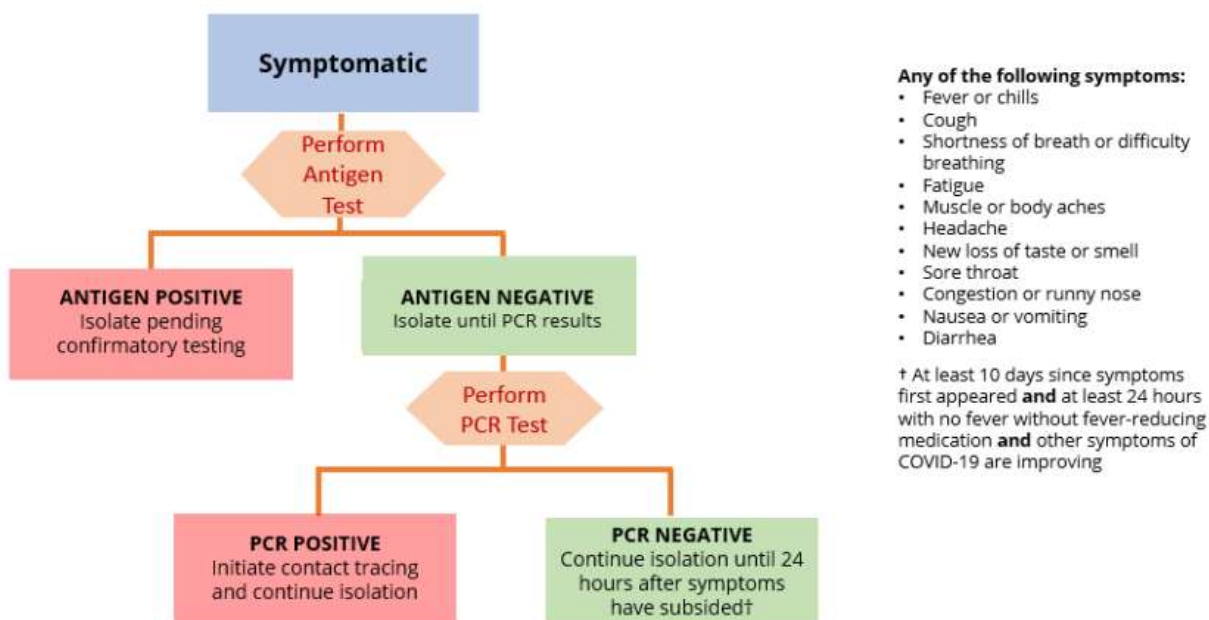 Symptomatic
Perform
Antigen
Test
ANTIGEN POSITIVE
Isolate pending
confirmatory testing
ANTIGEN NEGATIVE
Isolate until PCR results
Perform
PCR Test
PCR POSITIVE
Initiate contact tracing
and continue isolation
PCR NEGATIVE
Continue isolation until 24
hours after symptoms
have subsided†
Any of the following symptoms:
• Fever or chills
• Cough
• Shortness of breath or difficulty
breathing
• Fatigue
• Muscle or body aches
• Headache
• New loss of taste or smell
• Sore throat
• Congestion or runny nose
• Nausea or vomiting
• Diarrhea
† At least 10 days since symptoms
first appeared and at least 24 hours
with no fever without fever-reducing
medication and other symptoms of
COVID-19 are improving